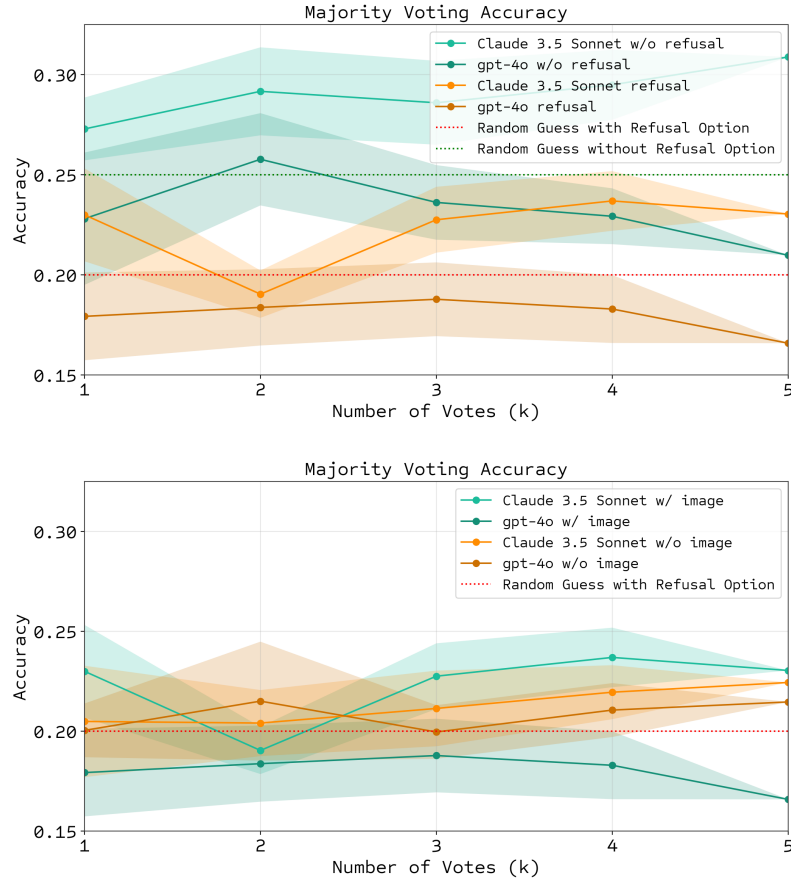 Majority Voting Accuracy
Claude 3.5 Sonnet w/o refusal
gpt-4o w/o refusal
Claude 3.5 Sonnet refusal
gpt-4o refusal
Random Guess with Refusal Option
Random Guess without Refusal Option
0.30
0.25
0.20
0.15
Accuracy
1 2 3 4 5
Number of Votes (k)
Majority Voting Accuracy
Claude 3.5 Sonnet w/ image
gpt-4o w/ image
Claude 3.5 Sonnet w/o image
gpt-4o w/o image
Random Guess with Refusal Option
0.30
0.25
0.20
0.15
Accuracy
1 2 3 4 5
Number of Votes (k)